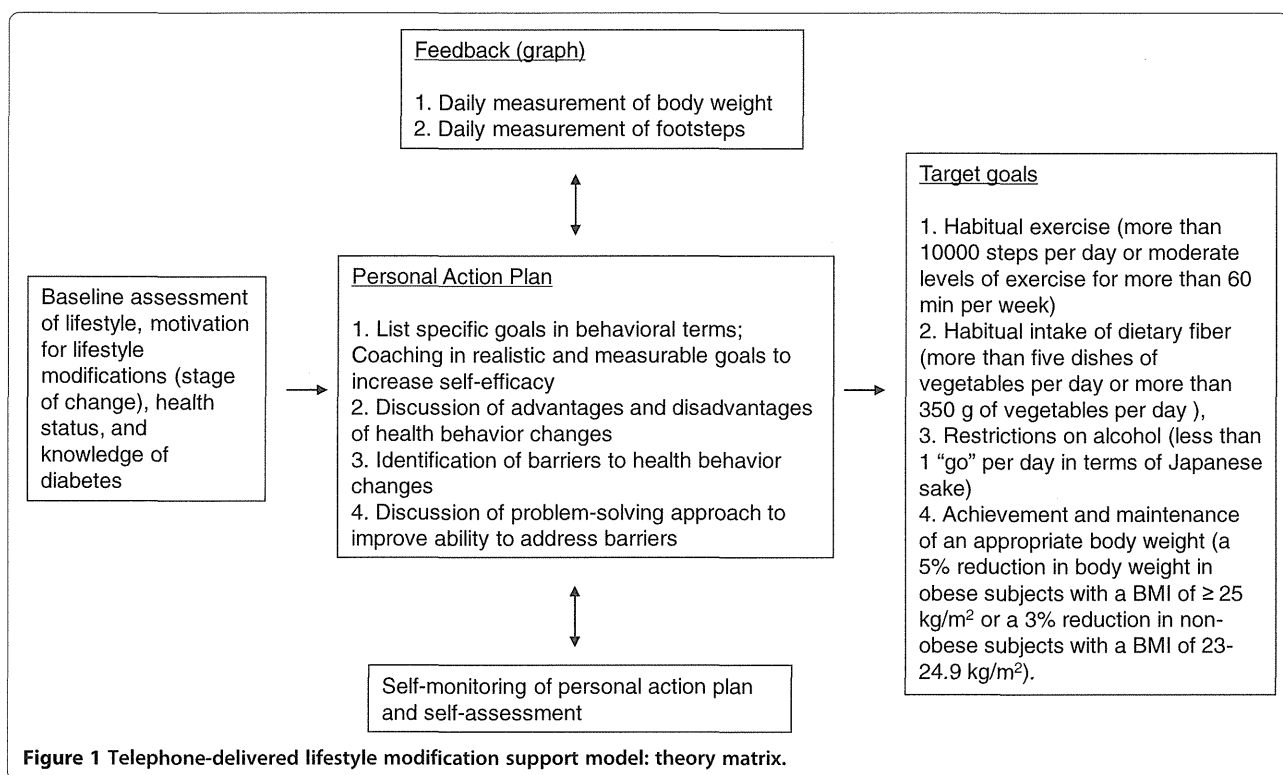 Feedback (graph)
1. Daily measurement of body weight
2. Daily measurement of footsteps
Baseline assessment
of lifestyle, motivation
for lifestyle
modifications (stage
of change), health
status, and
knowledge of
diabetes
Personal Action Plan
1. List specific goals in behavioral terms;
Coaching in realistic and measurable goals to
increase self-efficacy
2. Discussion of advantages and disadvantages
of health behavior changes
3. Identification of barriers to health behavior
changes
4. Discussion of problem-solving approach to
improve ability to address barriers
Self-monitoring of personal action plan
and self-assessment
Target goals
1. Habitual exercise (more than
10000 steps per day or moderate
levels of exercise for more than 60
min per week)
2. Habitual intake of dietary fiber
(more than five dishes of
vegetables per day or more than
350 g of vegetables per day ),
3. Restrictions on alcohol (less than
1 “go” per day in terms of Japanese
sake)
4. Achievement and maintenance
of an appropriate body weight (a
5% reduction in body weight in
obese subjects with a BMI of ≥ 25
kg/m² or a 3% reduction in non-
obese subjects with a BMI of 23-
24.9 kg/m²).
Figure 1 Telephone-delivered lifestyle modification support model: theory matrix.